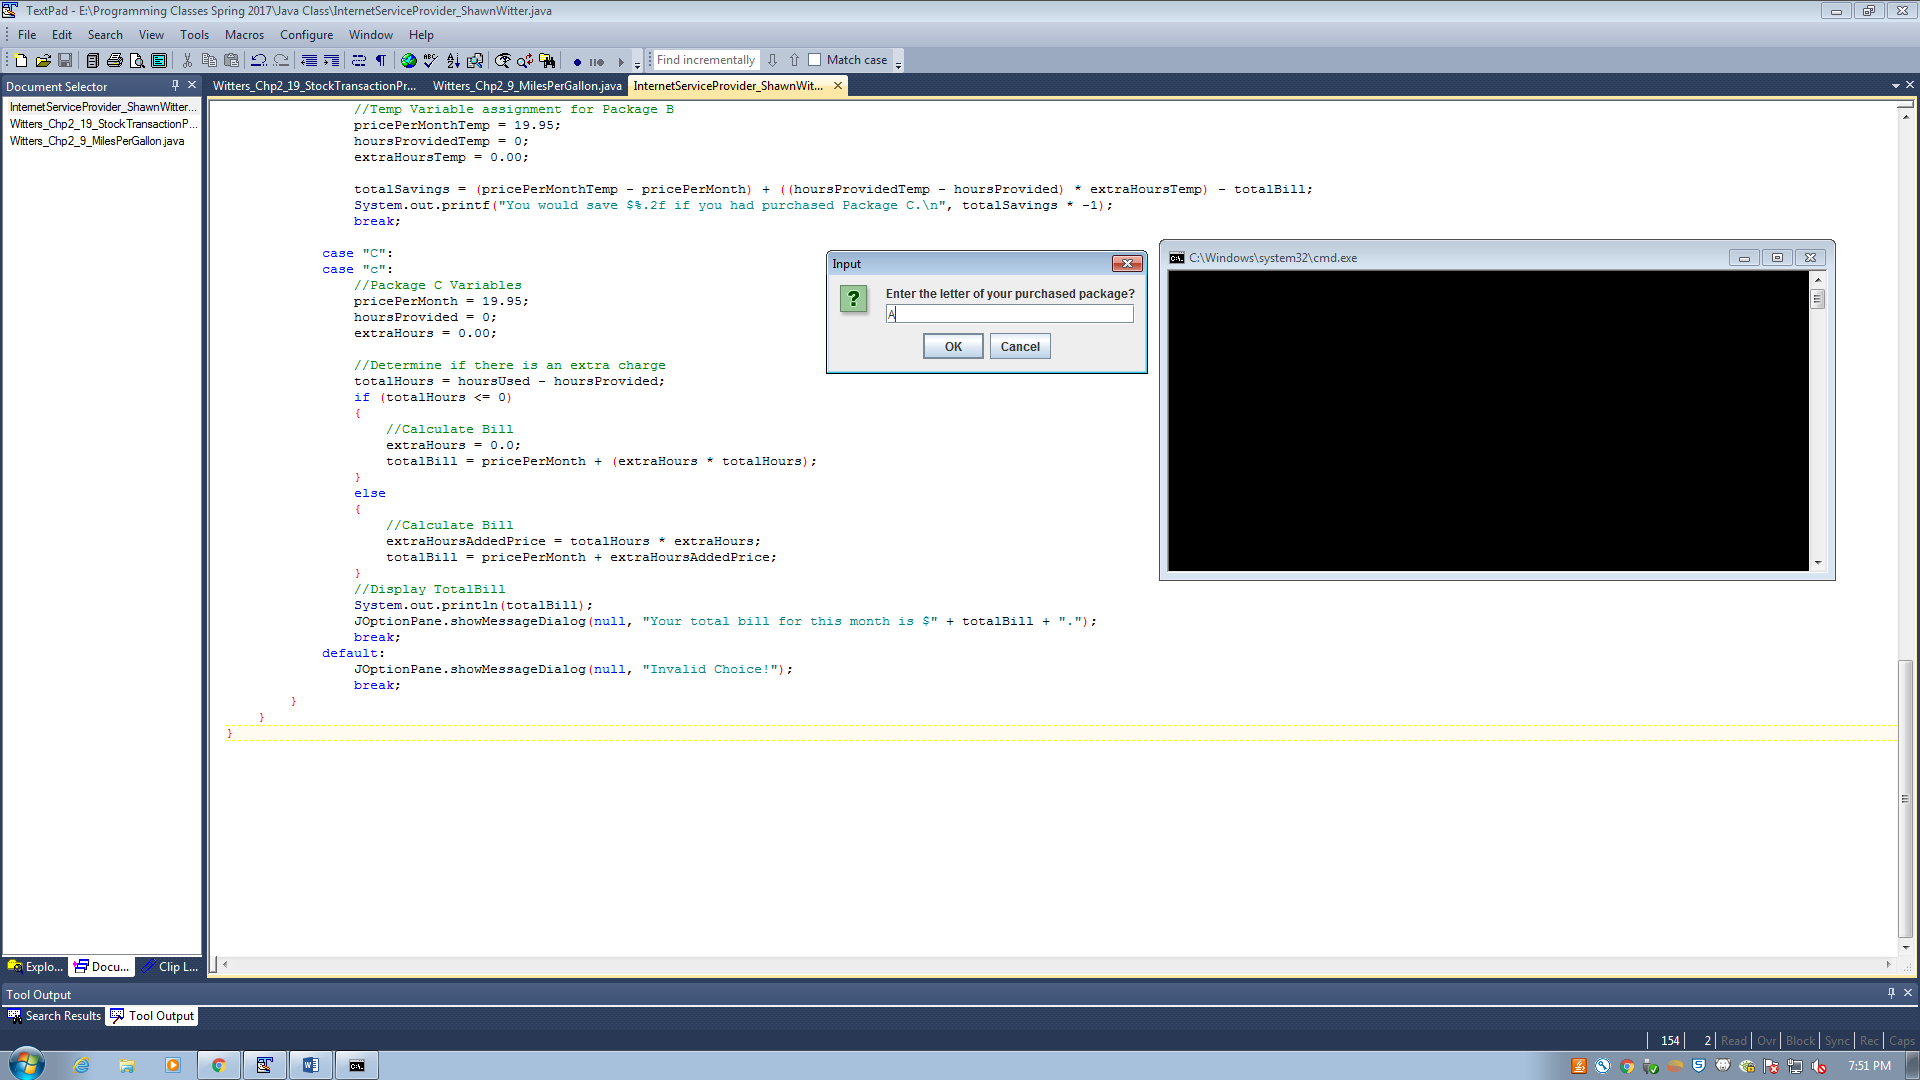 TextPad - E:\Programming Classes Spring 2017\Java Class\InternetServiceProvider_ShawnWitter.java
File Edit Search View Tools Macros Configure Window Help
Find incrementally Match case
Document Selector
InternetServiceProvider_ShawnWitter...
Witters_Chp2_19_StockTransactionP...
Witters_Chp2_9_MilesPerGallon.java
Witters_Chp2_19_StockTransactionPr... Witters_Chp2_9_MilesPerGallon.java InternetServiceProvider_ShawnWit...
//Temp Variable assignment for Package B
pricePerMonthTemp = 19.95;
hoursProvidedTemp = 0;
extraHoursTemp = 0.00;
totalSavings = (pricePerMonthTemp - pricePerMonth) + ((hoursProvidedTemp - hoursProvided) * extraHoursTemp) - totalBill;
System.out.printf("You would save $%.2f if you had purchased Package C.\n", totalSavings * -1);
break;
case "C":
case "c":
//Package C Variables
pricePerMonth = 19.95;
hoursProvided = 0;
extraHours = 0.00;
//Determine if there is an extra charge
totalHours = hoursUsed - hoursProvided;
if (totalHours <= 0)
{
//Calculate Bill
extraHours = 0.0;
totalBill = pricePerMonth + (extraHours * totalHours);
}
else
{
//Calculate Bill
extraHoursAddedPrice = totalHours * extraHours;
totalBill = pricePerMonth + extraHoursAddedPrice;
}
//Display TotalBill
System.out.println(totalBill);
JOptionPane.showMessageDialog(null, "Your total bill for this month is $" + totalBill + ".");
break;
default:
JOptionPane.showMessageDialog(null, "Invalid Choice!");
break;
}
}
}
Input
Enter the letter of your purchased package?
A
OK Cancel
C:\Windows\system32\cmd.exe
Explo... Docu... Clip L...
Tool Output
Search Results Tool Output
154 2 Read Ovr Block Sync Rec Caps
7:51 PM